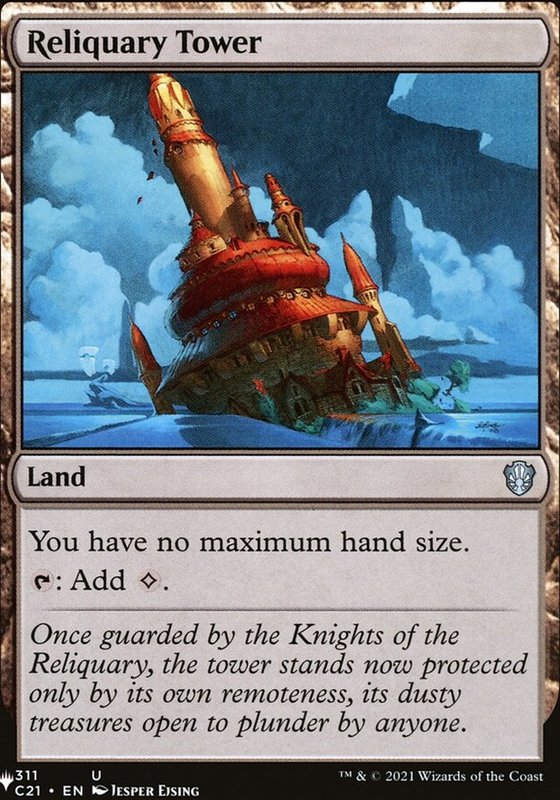 Reliquary Tower
Land
You have no maximum hand size.
: Add .
Once guarded by the Knights of the
Reliquary, the tower stands now protected
only by its own remoteness, its dusty
treasures open to plunder by anyone.
311 U
C21 • EN JESPER EJSING
™ & © 2021 Wizards of the Coast